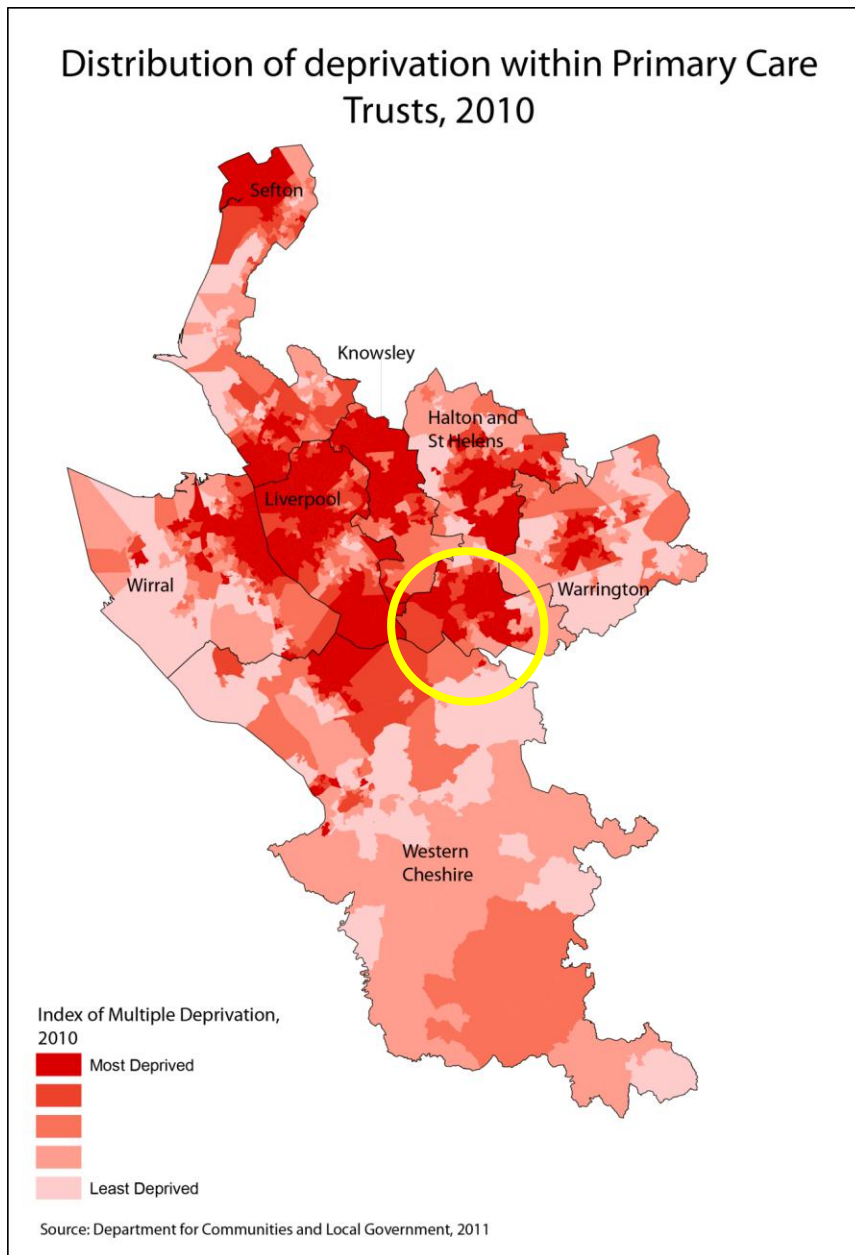 Distribution of deprivation within Primary Care
Trusts, 2010
Sefton
Knowsley
Halton and
St Helens
Liverpool
Wirral
Warrington
Western
Cheshire
Index of Multiple Deprivation,
2010
Most Deprived
Least Deprived
Source: Department for Communities and Local Government, 2011